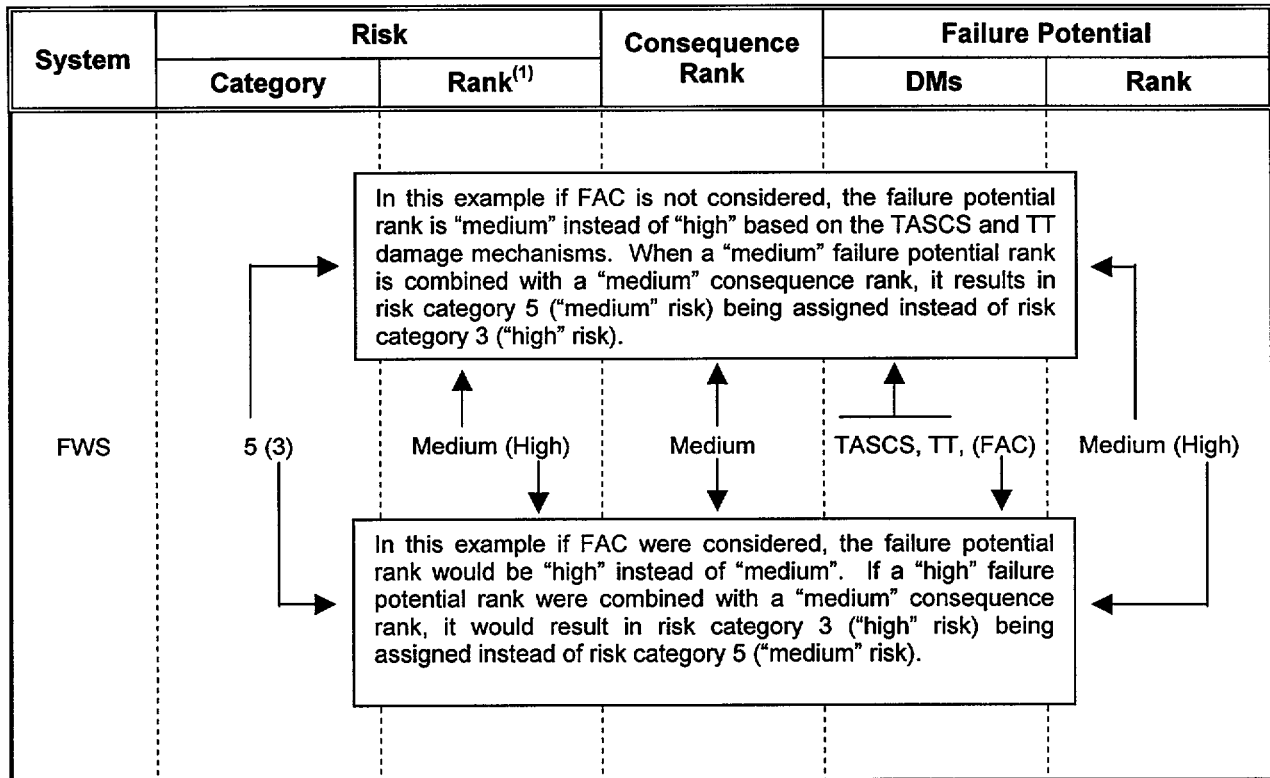 System
Risk
Consequence
Rank
Failure Potential
Category
Rank(1)
DMs
Rank
In this example if FAC is not considered, the failure potential
rank is “medium” instead of “high” based on the TASCS and TT
damage mechanisms. When a “medium” failure potential rank
is combined with a “medium” consequence rank, it results in
risk category 5 (“medium” risk) being assigned instead of risk
category 3 (“high” risk).
FWS
5 (3)
Medium (High)
Medium
TASCS, TT, (FAC)
Medium (High)
In this example if FAC were considered, the failure potential
rank would be “high” instead of “medium”. If a “high” failure
potential rank were combined with a “medium” consequence
rank, it would result in risk category 3 (“high” risk) being
assigned instead of risk category 5 (“medium” risk).